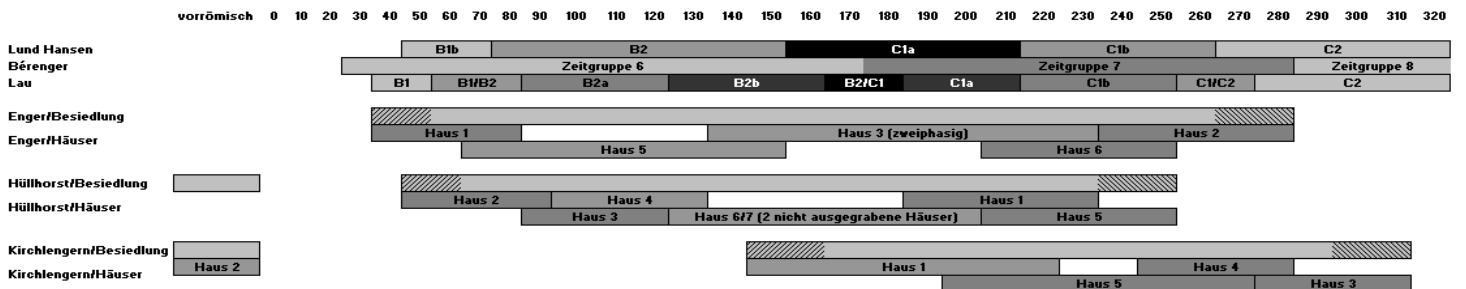 vorrömisch 0 10 20 30 40 50 60 70 80 90 100 110 120 130 140 150 160 170 180 190 200 210 220 230 240 250 260 270 280 290 300 310 320
Lund Hansen B1b B2 C1a C1b C2
Bérenger Zeitgruppe 6 Zeitgruppe 7 Zeitgruppe 8
Lau B1 B1/B2 B2a B2b B2/C1 C1a C1b C1/C2 C2
Enger/Besiedlung
Enger/Häuser Haus 1 Haus 3 (zweiphasig) Haus 2
Haus 5 Haus 6
Hüllhorst/Besiedlung
Hüllhorst/Häuser Haus 2 Haus 4 Haus 1
Haus 3 Haus 6/7 (2 nicht ausgegrabene Häuser) Haus 5
Kirchlengern/Besiedlung
Kirchlengern/Häuser Haus 2 Haus 1 Haus 4
Haus 5 Haus 3